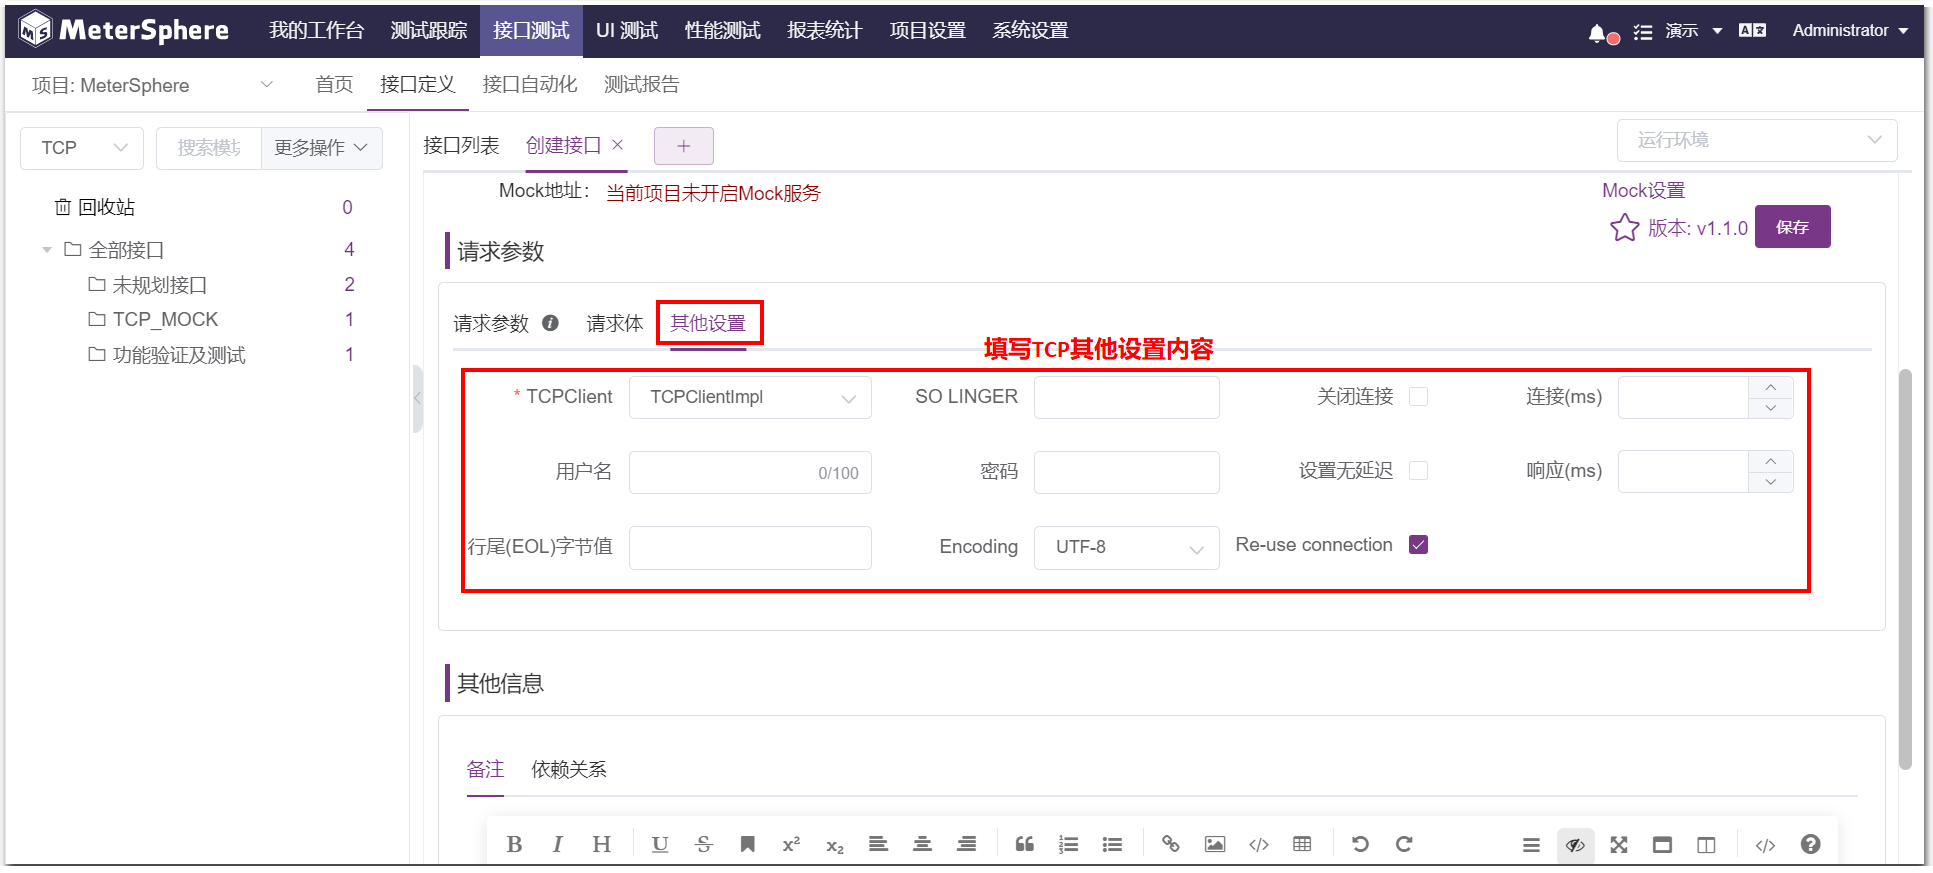 MeterSphere 我的工作台 测试跟踪 接口测试 UI 测试 性能测试 报表统计 项目设置 系统设置 演示 Administrator
项目: MeterSphere 首页 接口定义 接口自动化 测试报告
TCP 搜索模块 更多操作 接口列表 创建接口 + 运行环境
Mock地址： 当前项目未开启Mock服务 Mock设置
回收站 0
版本: v1.1.0 保存
全部接口 4
请求参数
未规划接口 2
TCP_MOCK 1
请求参数 请求体 其他设置
填写TCP其他设置内容
功能验证及测试 1
* TCPClient TCPClientImpl SO LINGER 关闭连接 连接(ms)
用户名 0/100 密码 设置无延迟 响应(ms)
行尾(EOL)字节值 Encoding UTF-8 Re-use connection
其他信息
备注 依赖关系
B I H U S x² x₂